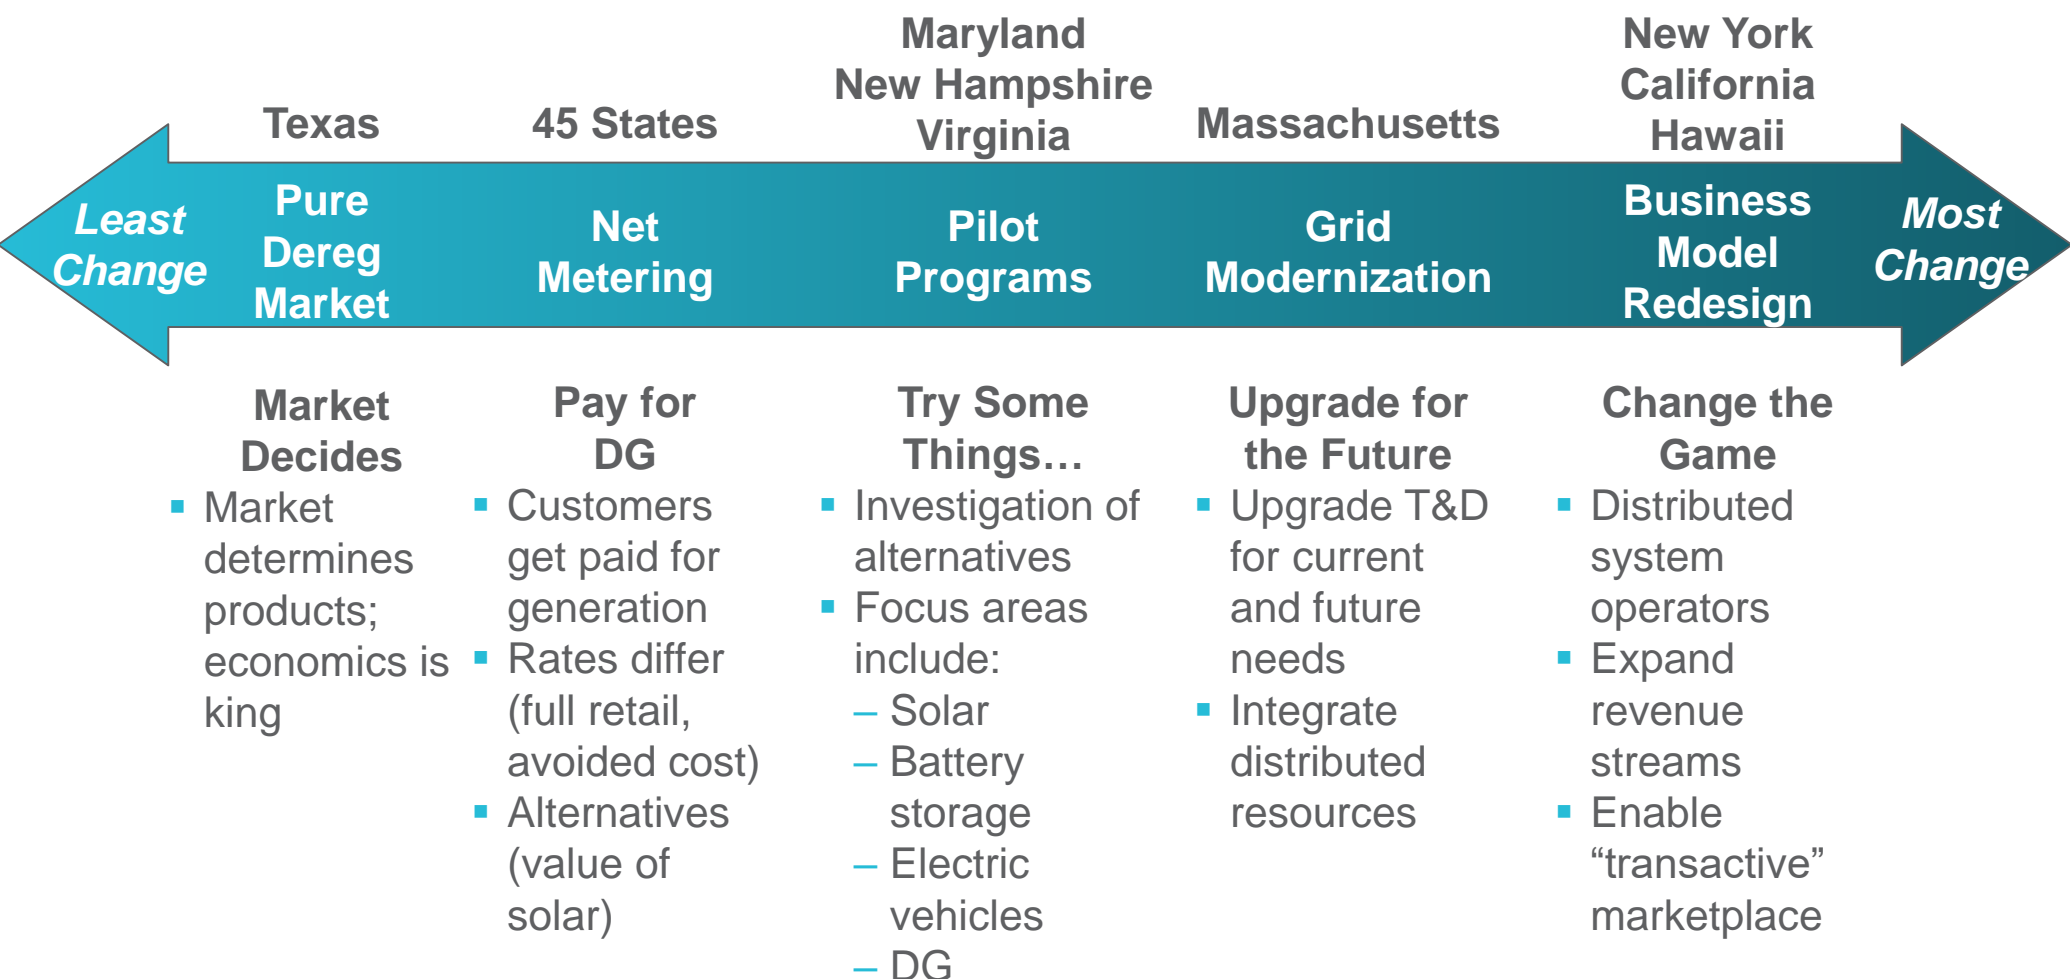 Texas
45 States
Maryland
New Hampshire
Virginia
Massachusetts
New York
California
Hawaii
Least
Change
Pure
Dereg
Market
Net
Metering
Pilot
Programs
Grid
Modernization
Business
Model
Redesign
Most
Change
Market
Decides
▪ Market
determines
products;
economics is
king
Pay for
DG
▪ Customers
get paid for
generation
▪ Rates differ
(full retail,
avoided cost)
▪ Alternatives
(value of
solar)
Try Some
Things…
▪ Investigation of
alternatives
▪ Focus areas
include:
– Solar
– Battery
storage
– Electric
vehicles
– DG
Upgrade for
the Future
▪ Upgrade T&D
for current
and future
needs
▪ Integrate
distributed
resources
Change the
Game
▪ Distributed
system
operators
▪ Expand
revenue
streams
▪ Enable
“transactive”
marketplace